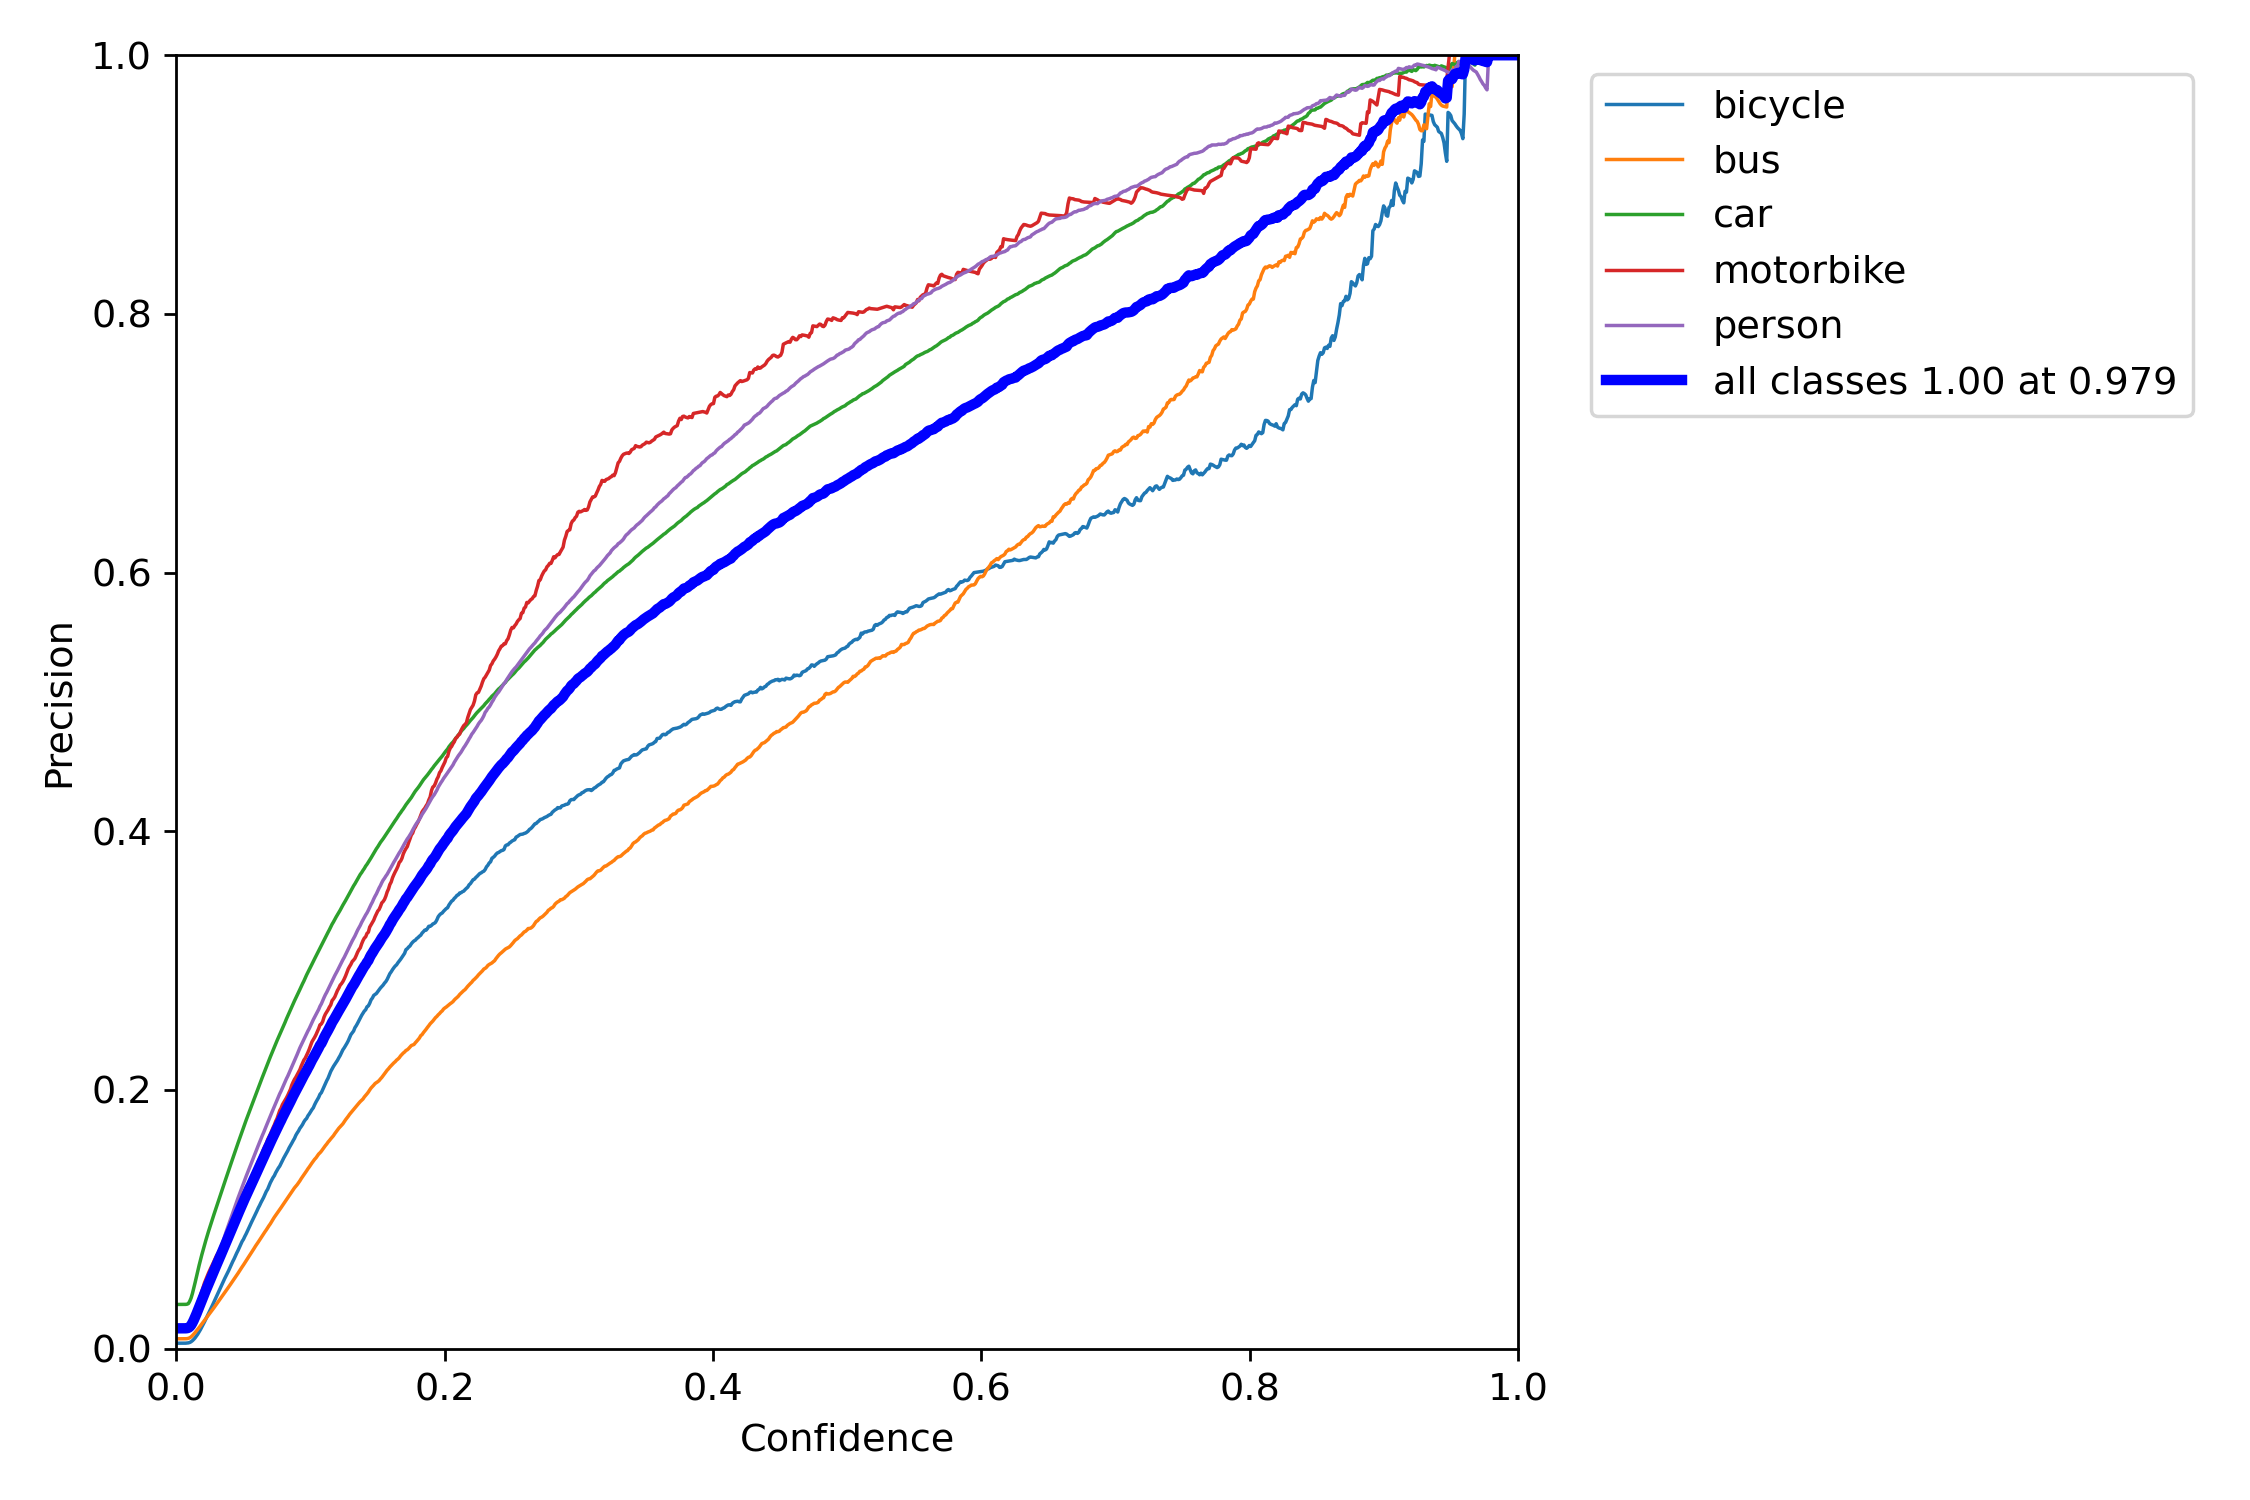 1.0
0.8
0.6
0.4
0.2
0.0
Precision
0.0 0.2 0.4 0.6 0.8 1.0
Confidence
bicycle
bus
car
motorbike
person
all classes 1.00 at 0.979